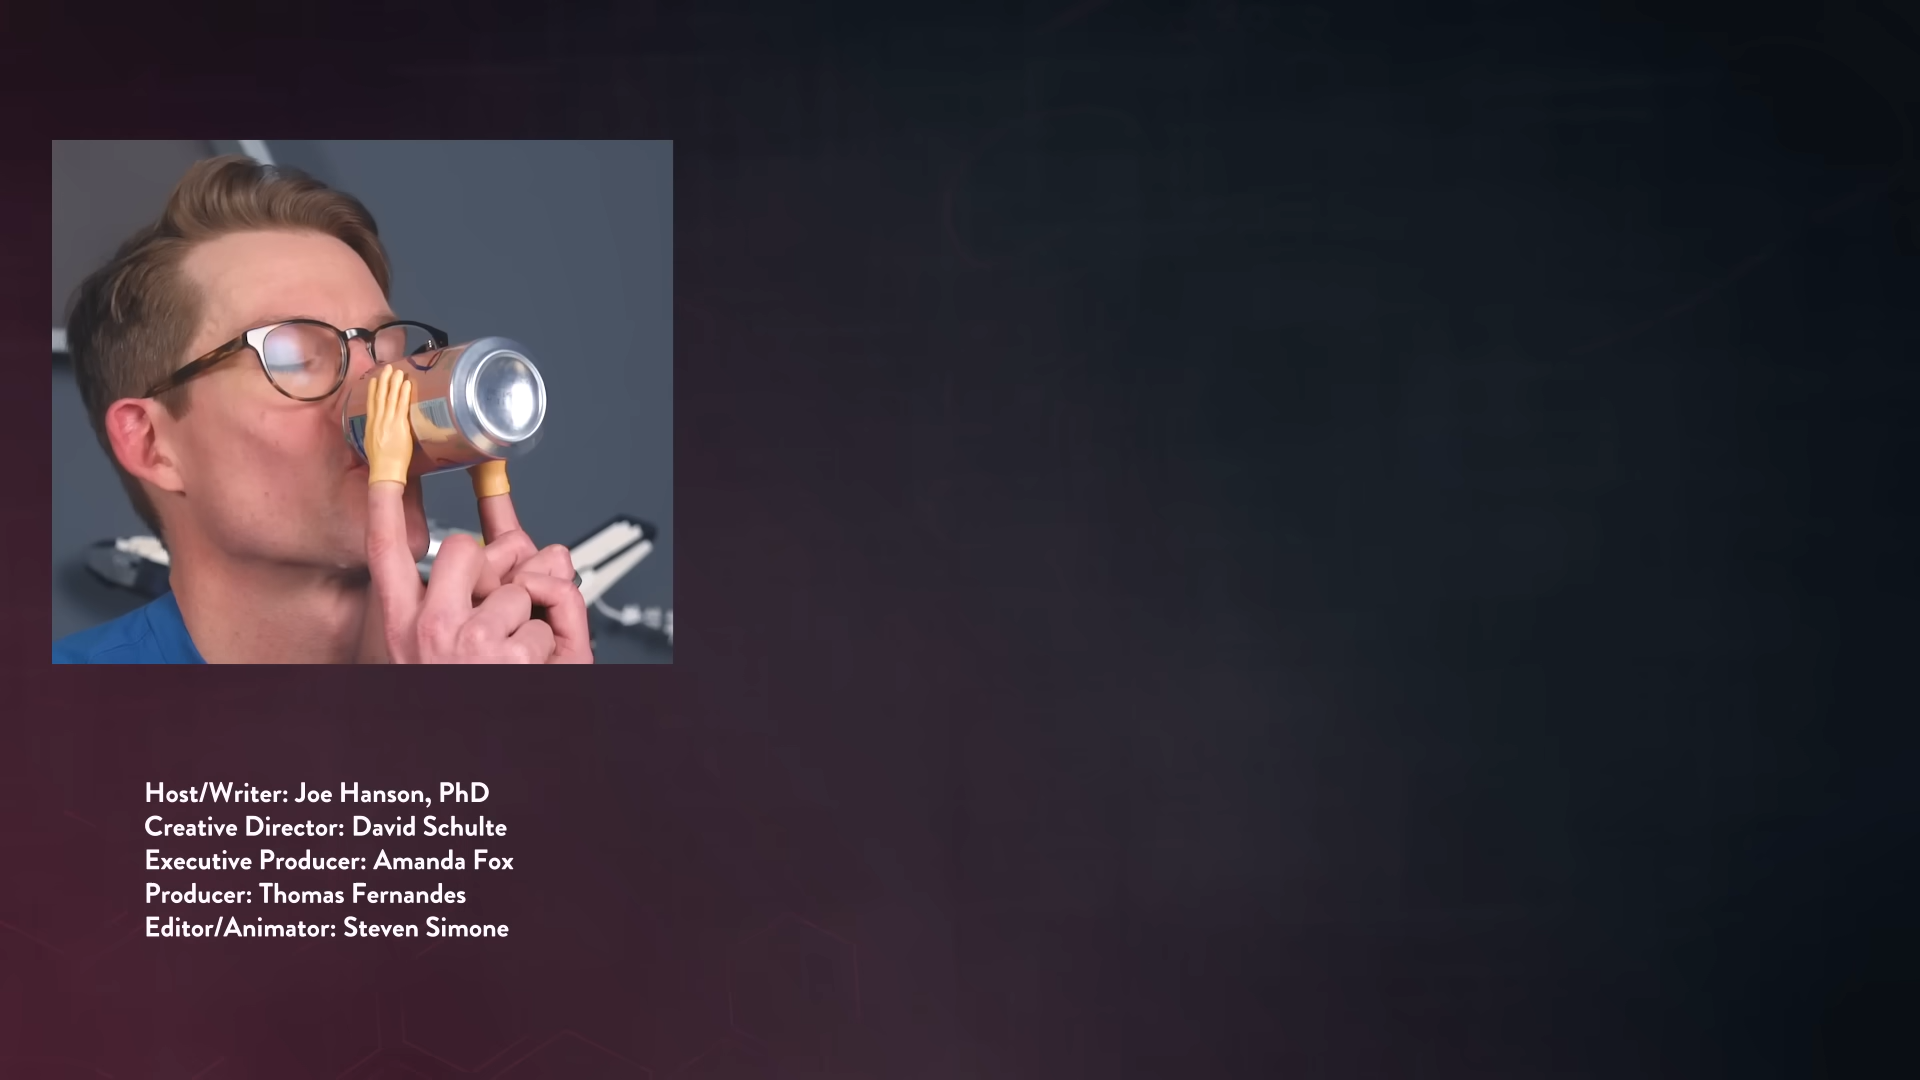 Host/Writer: Joe Hanson, PhD
Creative Director: David Schulte
Executive Producer: Amanda Fox
Producer: Thomas Fernandes
Editor/Animator: Steven Simone